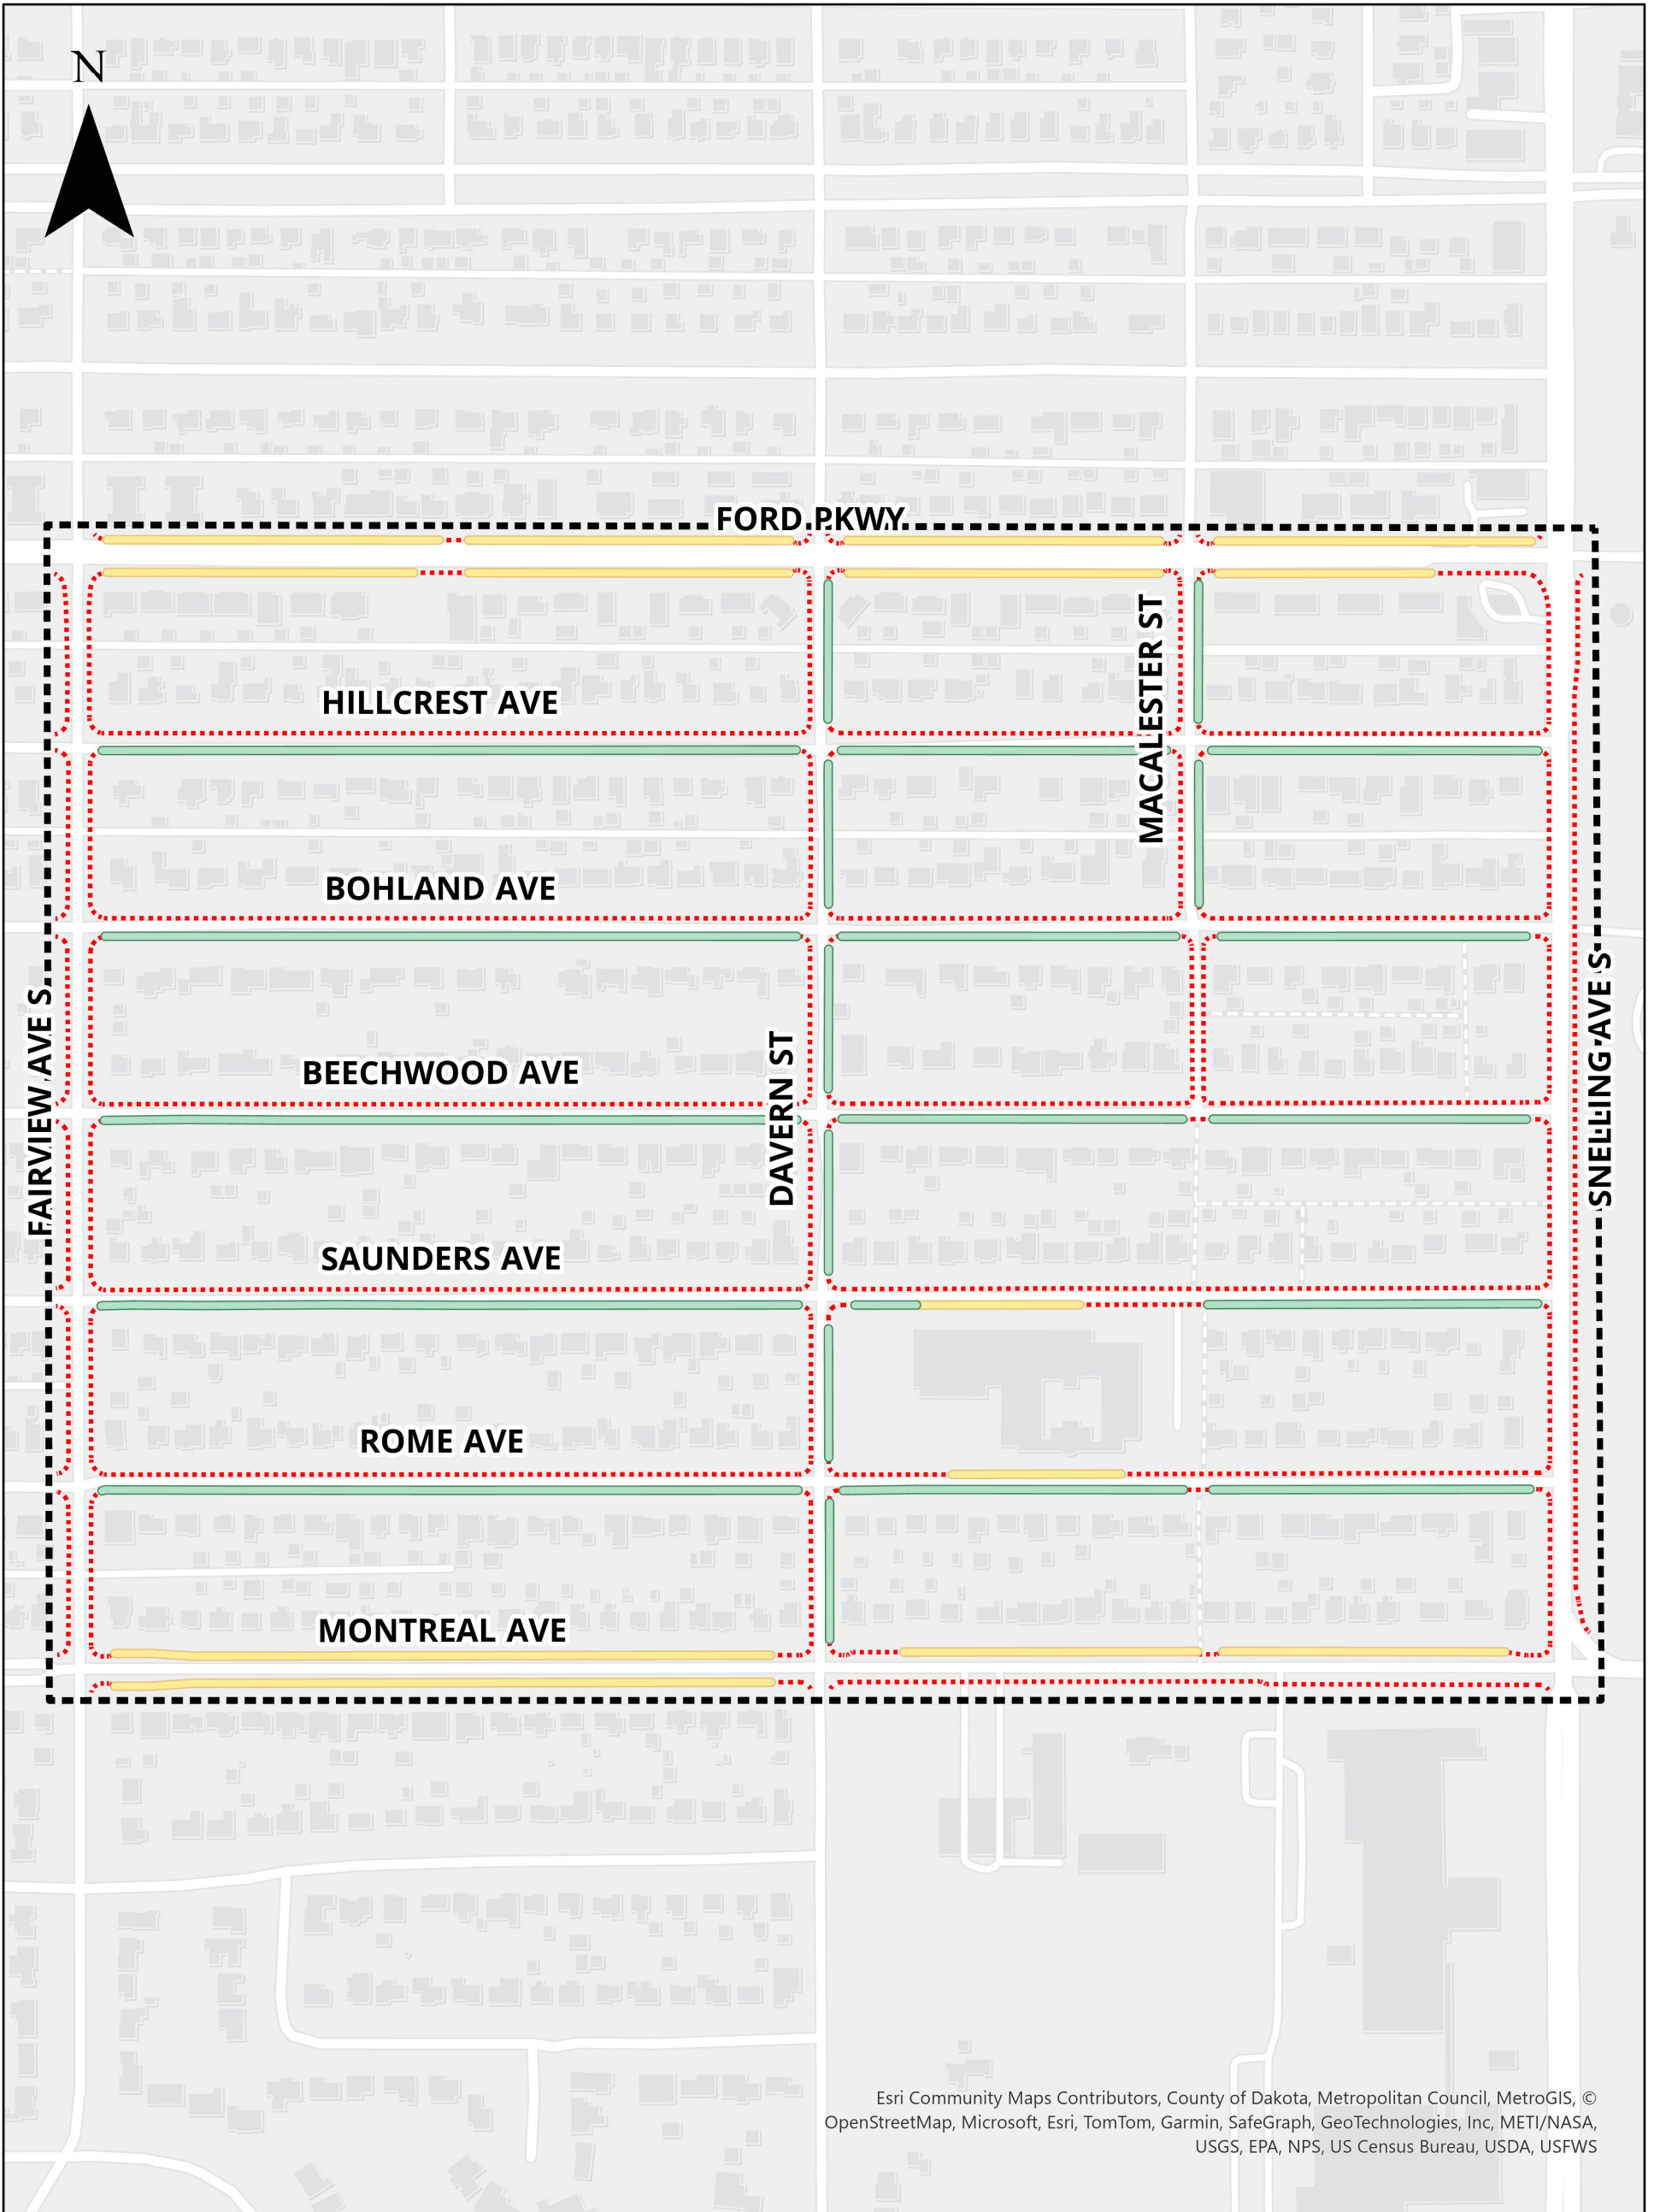 N
FORD PKWY
HILLCREST AVE
MACALESTER ST
BOHLAND AVE
FAIRVIEW AVE S
BEECHWOOD AVE
DAVERN ST
SNELLING AVE S
SAUNDERS AVE
ROME AVE
MONTREAL AVE
Esri Community Maps Contributors, County of Dakota, Metropolitan Council, MetroGIS, ©
OpenStreetMap, Microsoft, Esri, TomTom, Garmin, SafeGraph, GeoTechnologies, Inc, METI/NASA,
USGS, EPA, NPS, US Census Bureau, USDA, USFWS